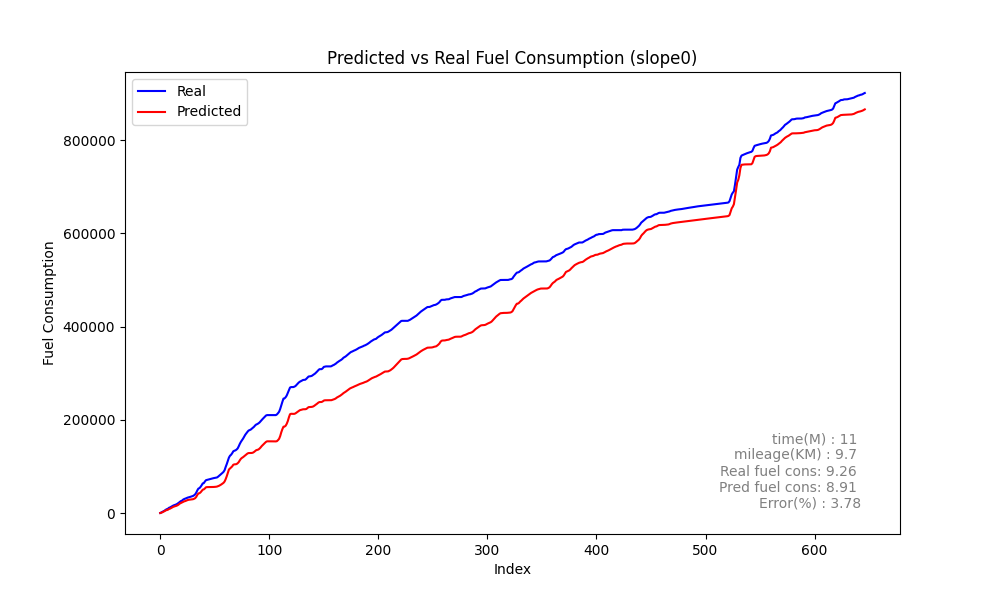 Predicted vs Real Fuel Consumption (slope0)
Real
Predicted
Fuel Consumption
800000
600000
400000
200000
0
time(M) : 11
mileage(KM) : 9.7
Real fuel cons: 9.26
Pred fuel cons: 8.91
Error(%) : 3.78
0 100 200 300 400 500 600
Index